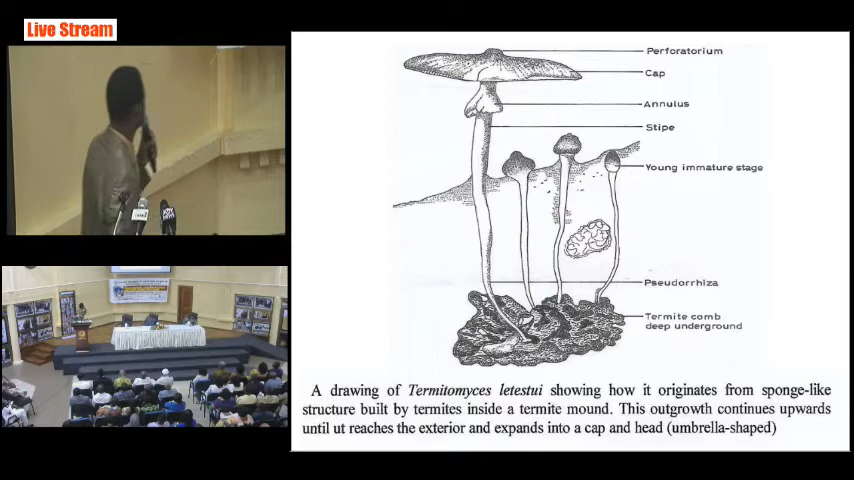 Live Stream
Perforatorium
Cap
Annulus
Stipe
Young immature stage
Pseudorrhiza
Termite comb
deep underground
A drawing of Termitomyces letestui showing how it originates from sponge-like
structure built by termites inside a termite mound. This outgrowth continues upwards
until ut reaches the exterior and expands into a cap and head (umbrella-shaped)